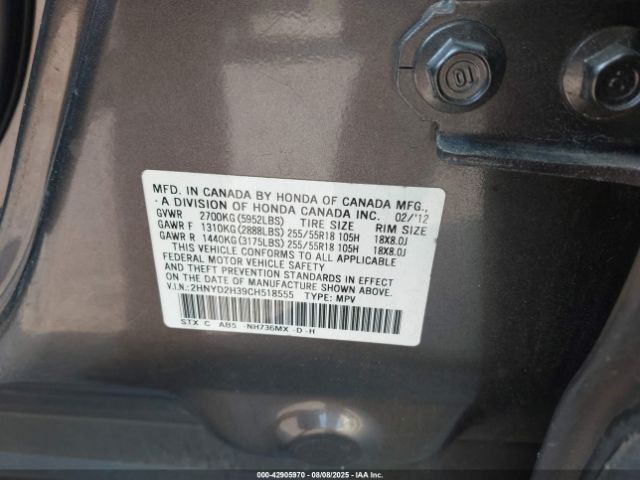 MFD. IN CANADA BY HONDA OF CANADA MFG.,
A DIVISION OF HONDA CANADA INC. 02/'12
GVWR 2700KG(5952LBS) TIRE SIZE RIM SIZE
GAWR F 1310KG(2888LBS) 255/55R18 105H 18X8.0J
GAWR R 1440KG(3175LBS) 255/55R18 105H 18X8.0J
THIS VEHICLE CONFORMS TO ALL APPLICABLE
FEDERAL MOTOR VEHICLE SAFETY
AND THEFT PREVENTION STANDARDS IN EFFECT
ON THE DATE OF MANUFACTURE SHOWN ABOVE.
V.I.N.: 2HNYD2H39CH518555 TYPE: MPV
STX C AB5 -NH736MX -D -H
000-42905970 - 08/08/2025 - www.iaai.com